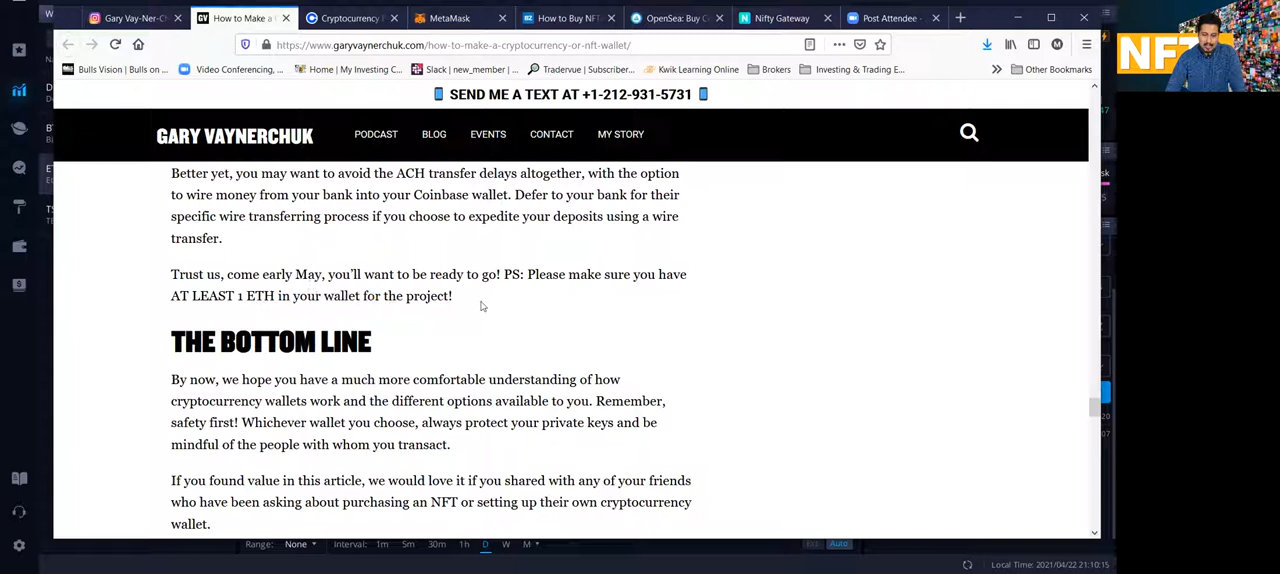 Gary Vay-Ner-C
How to Make a C
Cryptocurrency
MetaMask
How to Buy NFT
OpenSea: Buy C
Nifty Gateway
Post Attendee -
https://www.garyvaynerchuk.com/how-to-make-a-cryptocurrency-or-nft-wallet/
Bulls Vision | Bulls on ...
Video Conferencing, ...
Home | My Investing C...
Slack | new_member | ...
Tradervue | Subscriber...
Kwik Learning Online
Brokers
Investing & Trading E...
Other Bookmarks
SEND ME A TEXT AT +1-212-931-5731
GARY VAYNERCHUK
PODCAST
BLOG
EVENTS
CONTACT
MY STORY
Better yet, you may want to avoid the ACH transfer delays altogether, with the option
to wire money from your bank into your Coinbase wallet. Defer to your bank for their
specific wire transferring process if you choose to expedite your deposits using a wire
transfer.
Trust us, come early May, you’ll want to be ready to go! PS: Please make sure you have
AT LEAST 1 ETH in your wallet for the project!
THE BOTTOM LINE
By now, we hope you have a much more comfortable understanding of how
cryptocurrency wallets work and the different options available to you. Remember,
safety first! Whichever wallet you choose, always protect your private keys and be
mindful of the people with whom you transact.
If you found value in this article, we would love it if you shared with any of your friends
who have been asking about purchasing an NFT or setting up their own cryptocurrency
wallet.
Range: None
Interval: 1m 5m 30m 1h D W M
Ext Auto
Local Time: 2021/04/22 21:10:15